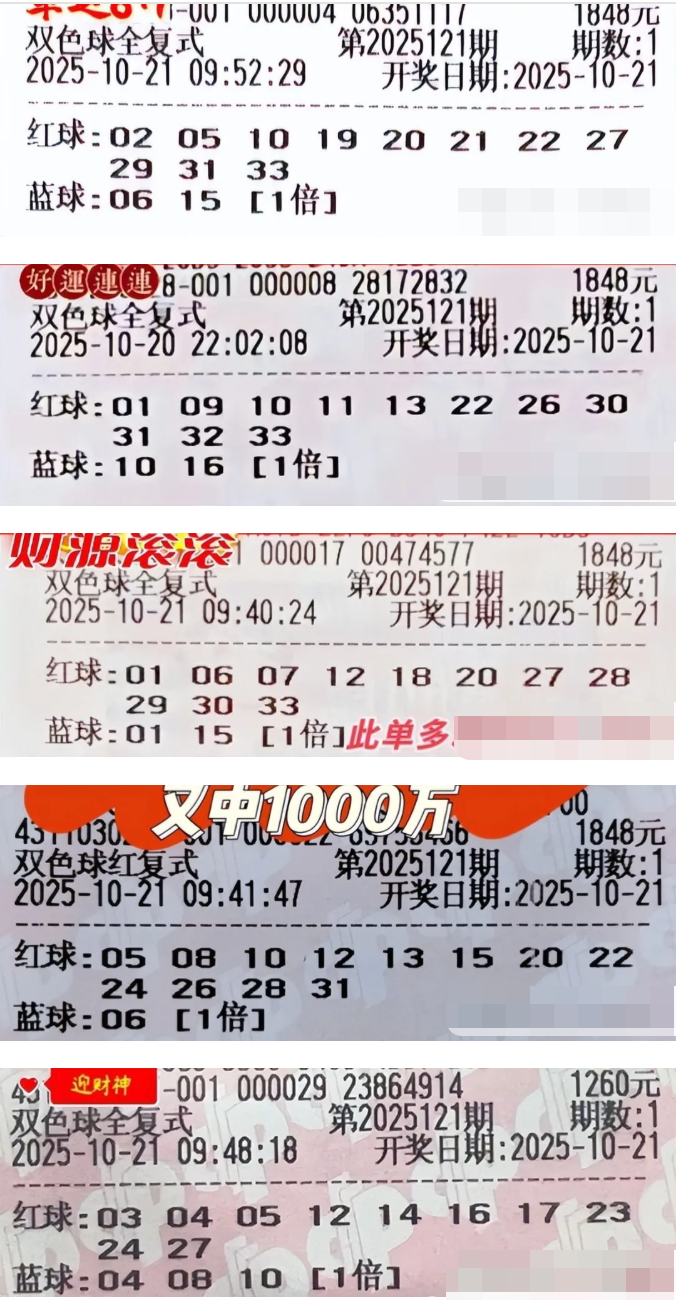 -001 000004 06351117 1848元
双色球全复式 第2025121期 期数:1
2025-10-21 09:52:29 开奖日期:2025-10-21
红球:02 05 10 19 20 21 22 27
29 31 33
蓝球:06 15 [1倍]
好運連連 8-001 000008 28172832 1848元
双色球全复式 第2025121期 期数:1
2025-10-20 22:02:08 开奖日期:2025-10-21
红球:01 09 10 11 13 22 26 30
31 32 33
蓝球:10 16 [1倍]
财源滚滚 1 000017 00474577 1848元
双色球全复式 第2025121期 期数:1
2025-10-21 09:40:24 开奖日期:2025-10-21
红球:01 06 07 12 18 20 27 28
29 30 33
蓝球:01 15 [1倍] 此单多
又中1000万
1848元
双色球红复式 第2025121期 期数:1
2025-10-21 09:41:47 开奖日期:2025-10-21
红球:05 08 10 12 13 15 20 22
24 26 28 31
蓝球:06 [1倍]
迎财神 -001 000029 23864914 1260元
双色球全复式 第2025121期 期数:1
2025-10-21 09:48:18 开奖日期:2025-10-21
红球:03 04 05 12 14 16 17 23
24 27
蓝球:04 08 10 [1倍]